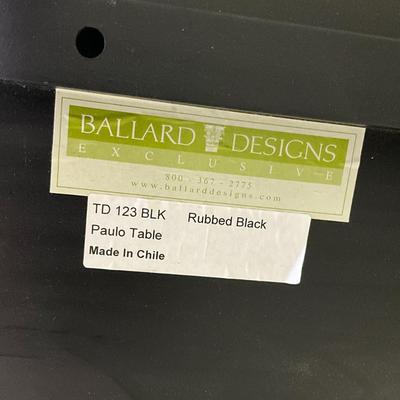 BALLARD DESIGNS
EXCLUSIVE
800 - 367 - 2775
www.ballarddesigns.com
TD 123 BLK Rubbed Black
Paulo Table
Made In Chile